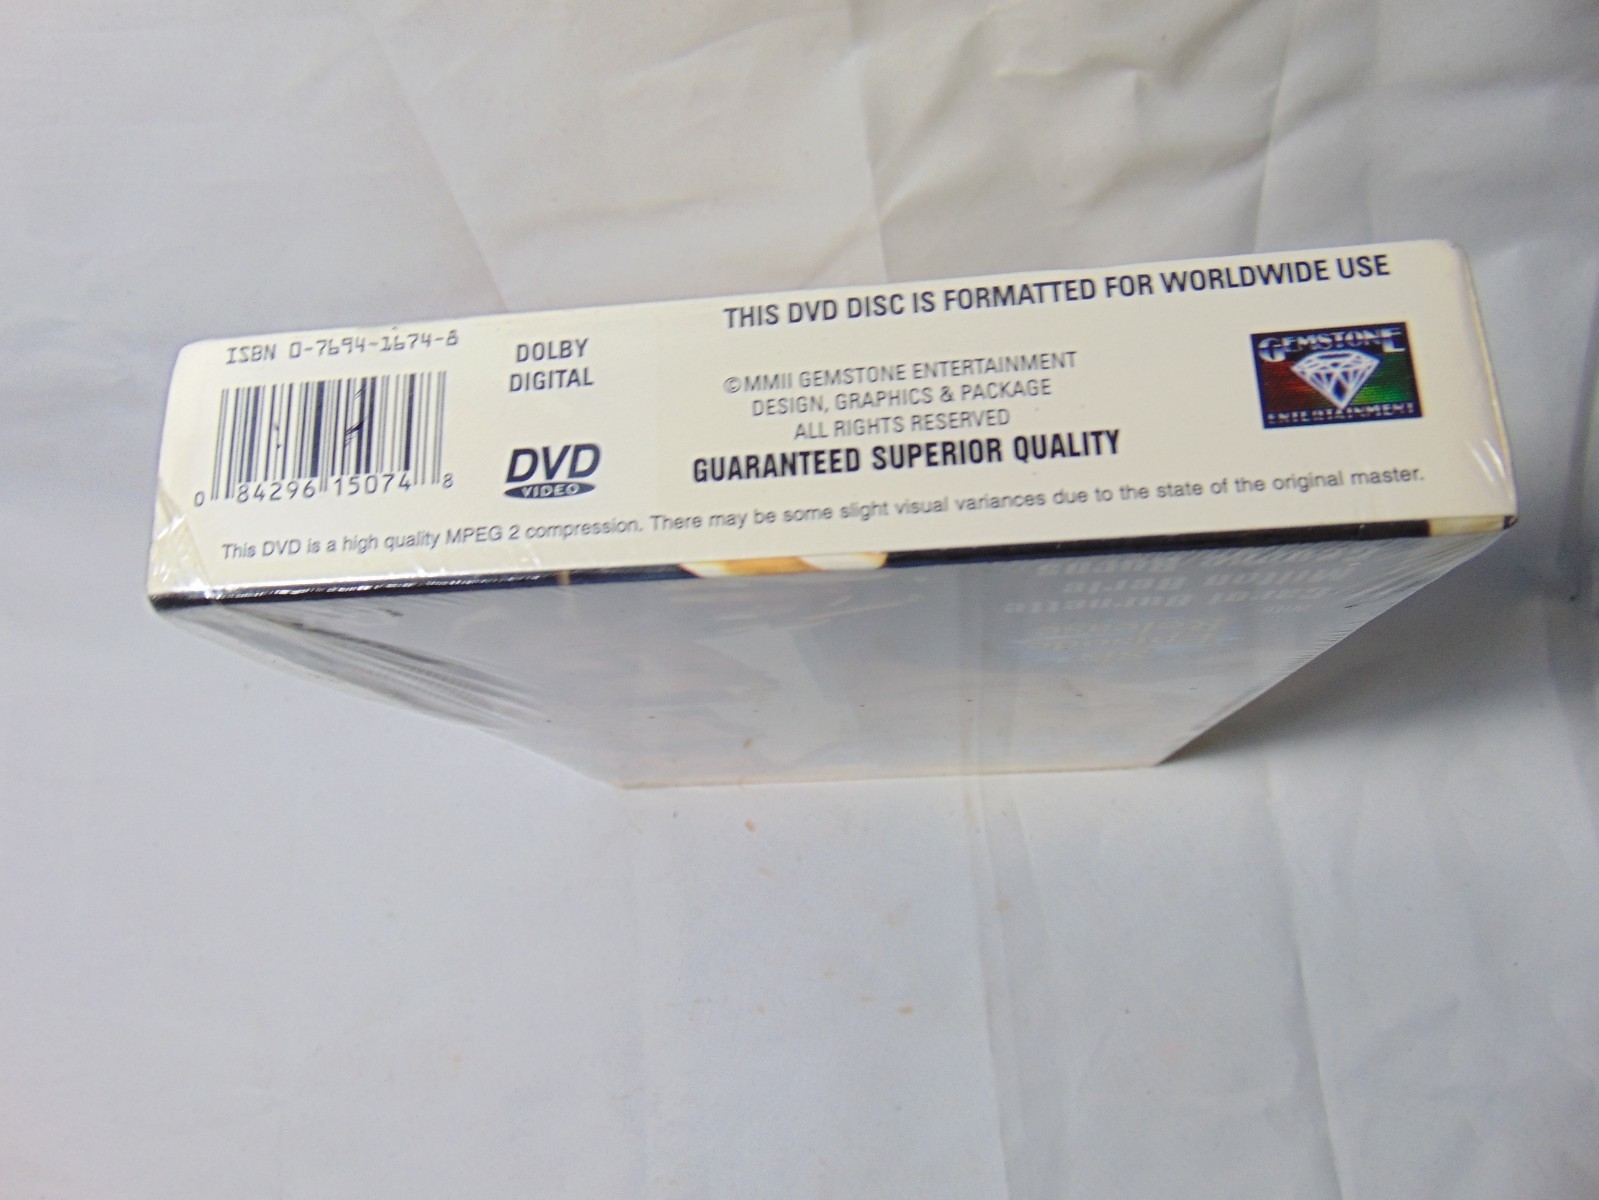 ISBN 0-7694-1674-8
0 84296 15074 8
DOLBY
DIGITAL
DVD
VIDEO
THIS DVD DISC IS FORMATTED FOR WORLDWIDE USE
©MMII GEMSTONE ENTERTAINMENT
DESIGN, GRAPHICS & PACKAGE
ALL RIGHTS RESERVED
GUARANTEED SUPERIOR QUALITY
GEMSTONE
ENTERTAINMENT
This DVD is a high quality MPEG 2 compression. There may be some slight visual variances due to the state of the original master.
Carol Burnette